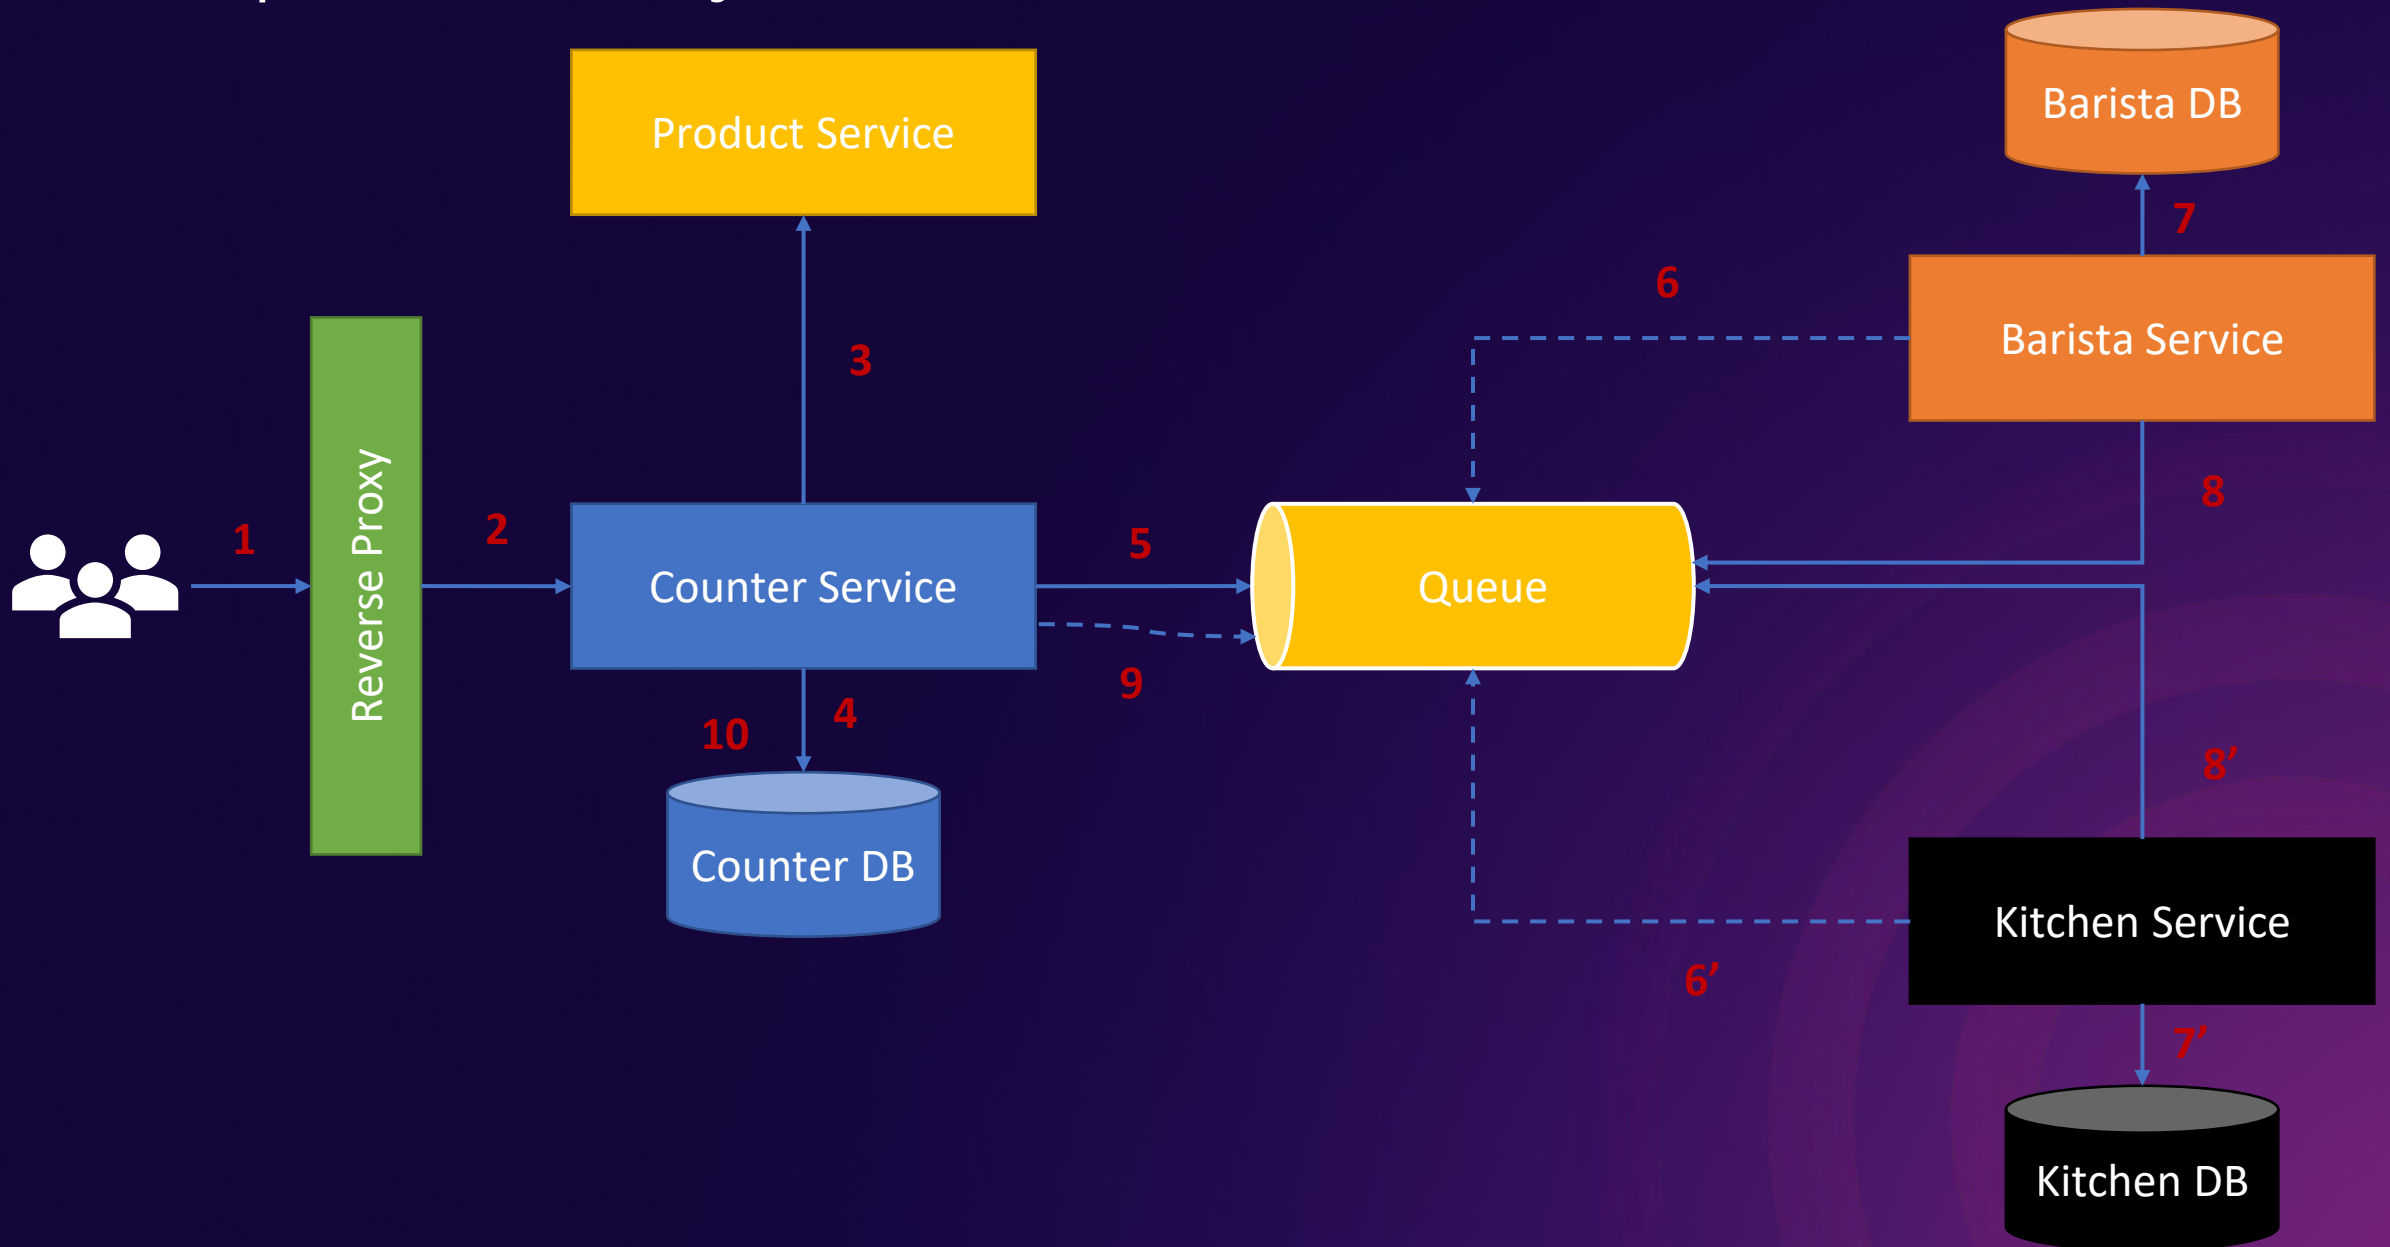 Product Service
Barista DB
7
6
Barista Service
3
Reverse Proxy
1
2
5
8
Counter Service
Queue
9
10
4
8’
Counter DB
Kitchen Service
6’
7’
Kitchen DB